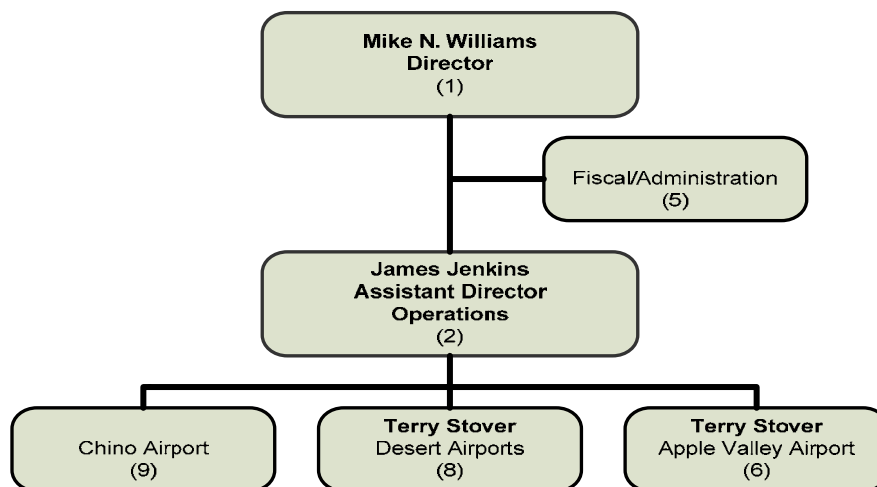 Mike N. Williams
Director
(1)
Fiscal/Administration
(5)
James Jenkins
Assistant Director
Operations
(2)
Chino Airport
(9)
Terry Stover
Desert Airports
(8)
Terry Stover
Apple Valley Airport
(6)